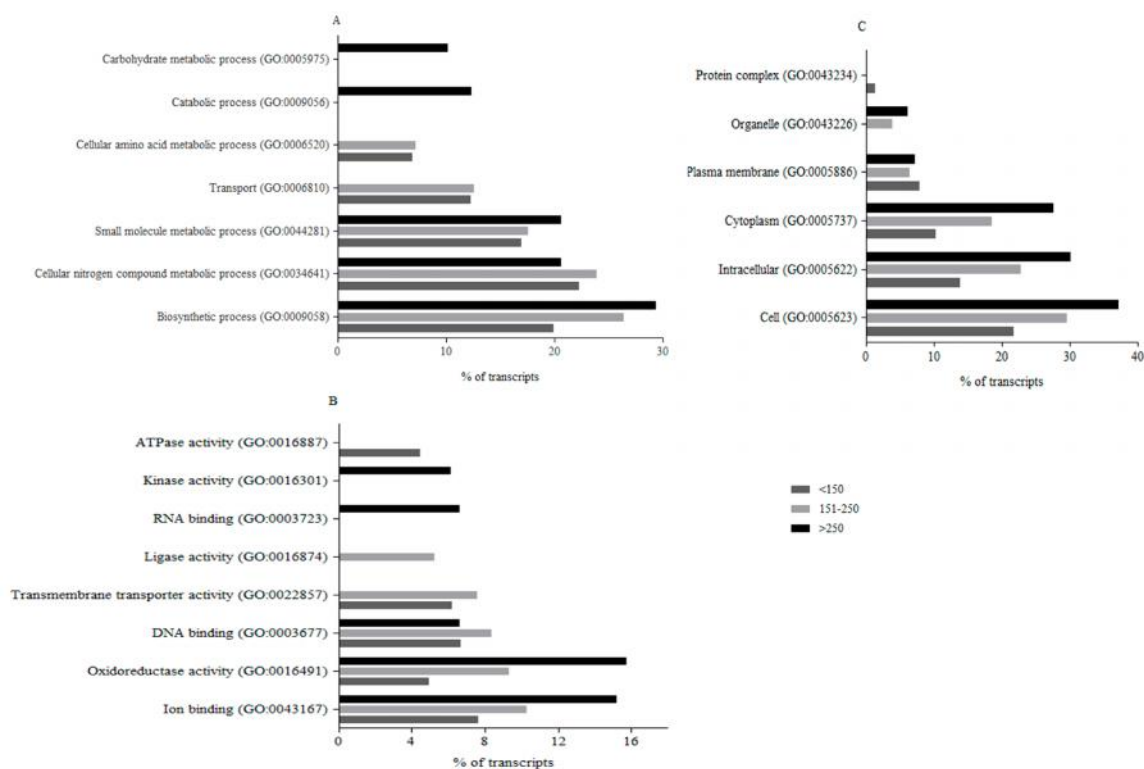 A
Carbohydrate metabolic process (GO:0005975)
Catabolic process (GO:0009056)
Cellular amino acid metabolic process (GO:0006520)
Transport (GO:0006810)
Small molecule metabolic process (GO:0044281)
Cellular nitrogen compound metabolic process (GO:0034641)
Biosynthetic process (GO:0009058)
0 10 20 30
% of transcripts
C
Protein complex (GO:0043234)
Organelle (GO:0043226)
Plasma membrane (GO:0005886)
Cytoplasm (GO:0005737)
Intracellular (GO:0005622)
Cell (GO:0005623)
0 10 20 30 40
% of transcripts
B
ATPase activity (GO:0016887)
Kinase activity (GO:0016301)
RNA binding (GO:0003723)
Ligase activity (GO:0016874)
Transmembrane transporter activity (GO:0022857)
DNA binding (GO:0003677)
Oxidoreductase activity (GO:0016491)
Ion binding (GO:0043167)
0 4 8 12 16
% of transcripts
<150
151-250
>250